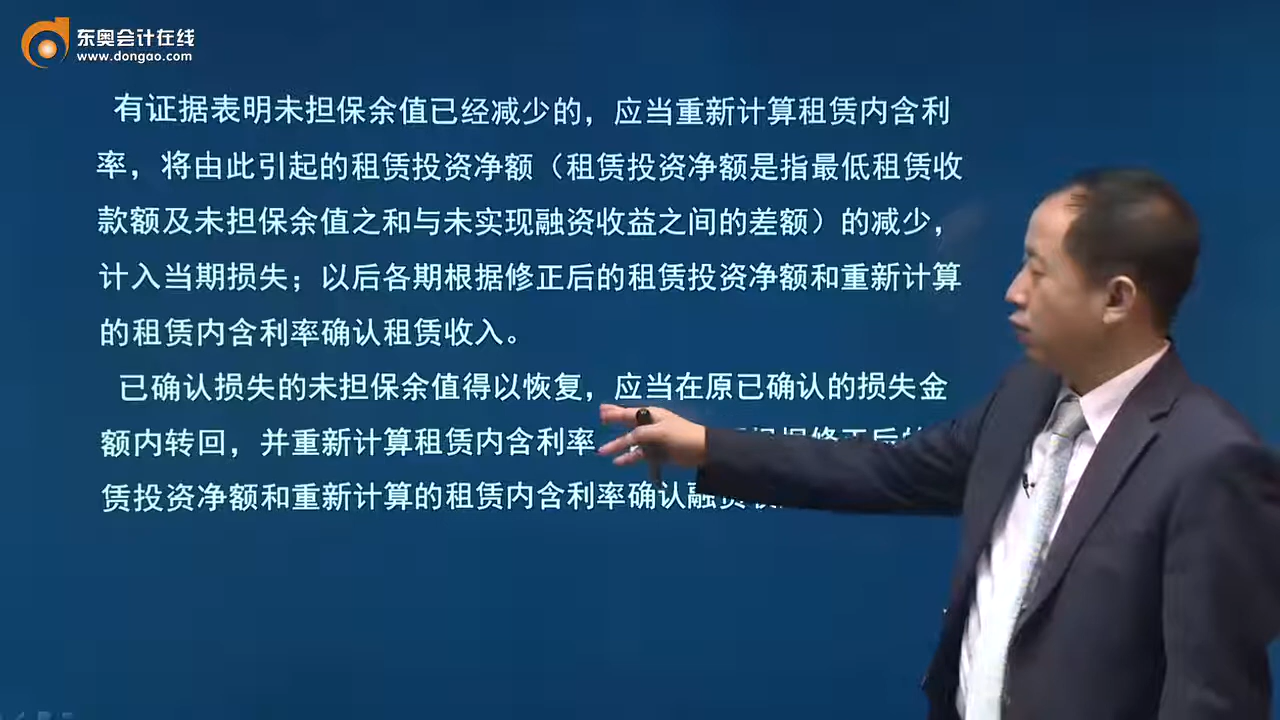 东奥会计在线
www.dongao.com
有证据表明未担保余值已经减少的，应当重新计算租赁内含利
率，将由此引起的租赁投资净额（租赁投资净额是指最低租赁收
款额及未担保余值之和与未实现融资收益之间的差额）的减少，
计入当期损失；以后各期根据修正后的租赁投资净额和重新计算
的租赁内含利率确认租赁收入。
已确认损失的未担保余值得以恢复，应当在原已确认的损失金
额内转回，并重新计算租赁内含利率 根据修正后的
赁投资净额和重新计算的租赁内含利率确认融资